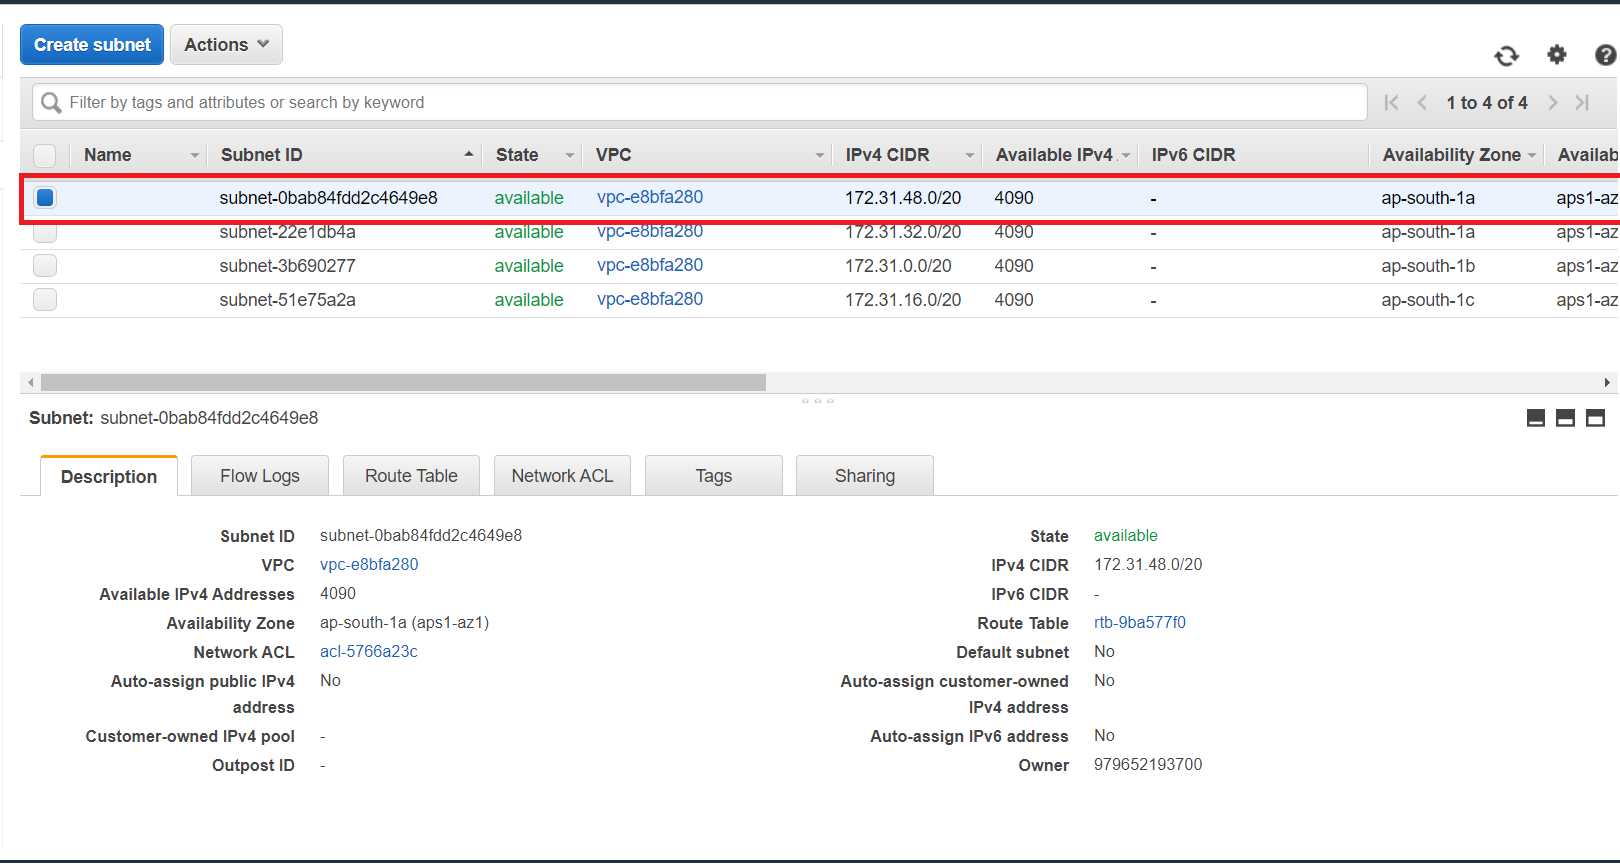 Create subnet Actions
Filter by tags and attributes or search by keyword 1 to 4 of 4
Name Subnet ID State VPC IPv4 CIDR Available IPv4 IPv6 CIDR Availability Zone Availab
subnet-0bab84fdd2c4649e8 available vpc-e8bfa280 172.31.48.0/20 4090 - ap-south-1a aps1-az
subnet-22e1db4a available vpc-e8bfa280 172.31.32.0/20 4090 - ap-south-1a aps1-az
subnet-3b690277 available vpc-e8bfa280 172.31.0.0/20 4090 - ap-south-1b aps1-az
subnet-51e75a2a available vpc-e8bfa280 172.31.16.0/20 4090 - ap-south-1c aps1-az
Subnet: subnet-0bab84fdd2c4649e8
Description Flow Logs Route Table Network ACL Tags Sharing
Subnet ID subnet-0bab84fdd2c4649e8 State available
VPC vpc-e8bfa280 IPv4 CIDR 172.31.48.0/20
Available IPv4 Addresses 4090 IPv6 CIDR -
Availability Zone ap-south-1a (aps1-az1) Route Table rtb-9ba577f0
Network ACL acl-5766a23c Default subnet No
Auto-assign public IPv4 No Auto-assign customer-owned No
address IPv4 address
Customer-owned IPv4 pool - Auto-assign IPv6 address No
Outpost ID - Owner 979652193700